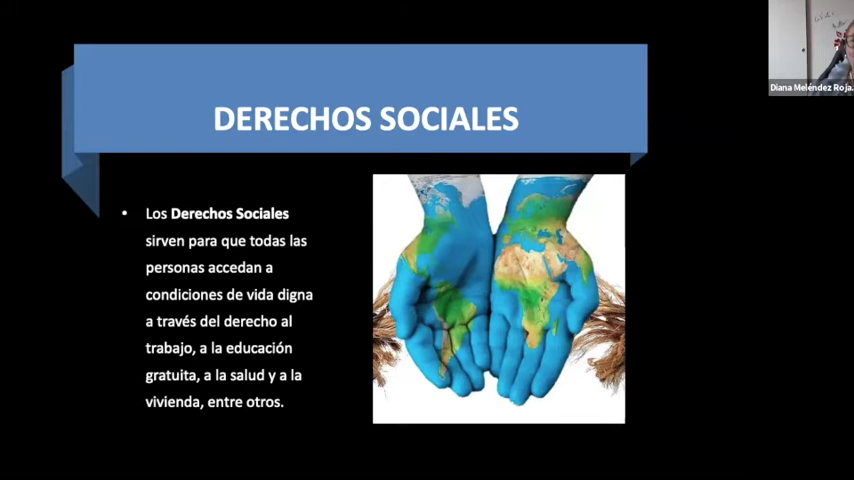 DERECHOS SOCIALES
• Los Derechos Sociales
sirven para que todas las
personas accedan a
condiciones de vida digna
a través del derecho al
trabajo, a la educación
gratuita, a la salud y a la
vivienda, entre otros.
Diana Meléndez Roja.